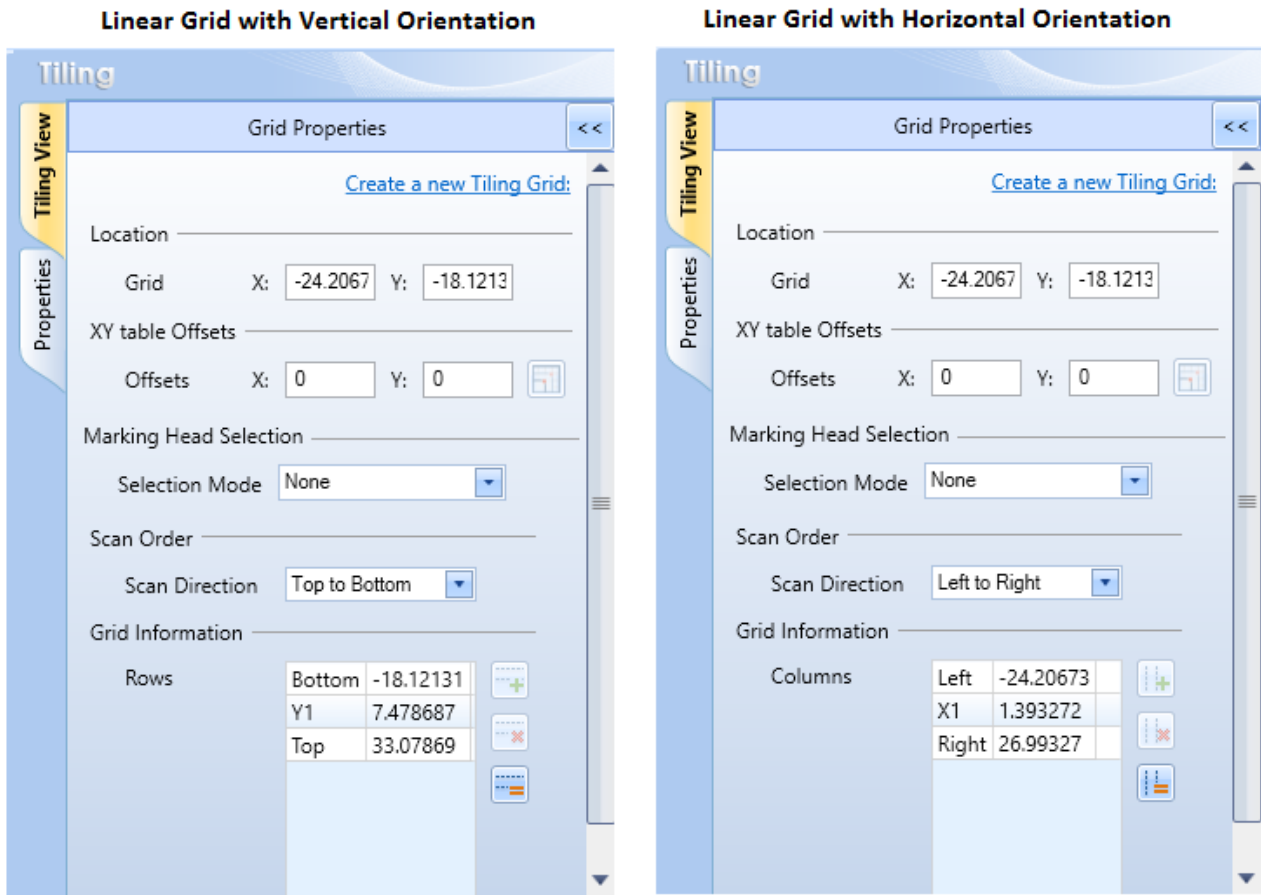 Linear Grid with Vertical Orientation
Tiling
Tiling View
Properties
Grid Properties <<
Create a new Tiling Grid:
Location
Grid X: -24.2067 Y: -18.1213
XY table Offsets
Offsets X: 0 Y: 0
Marking Head Selection
Selection Mode None
Scan Order
Scan Direction Top to Bottom
Grid Information
Rows Bottom -18.12131
Y1 7.478687
Top 33.07869
Linear Grid with Horizontal Orientation
Tiling
Tiling View
Properties
Grid Properties <<
Create a new Tiling Grid:
Location
Grid X: -24.2067 Y: -18.1213
XY table Offsets
Offsets X: 0 Y: 0
Marking Head Selection
Selection Mode None
Scan Order
Scan Direction Left to Right
Grid Information
Columns Left -24.20673
X1 1.393272
Right 26.99327